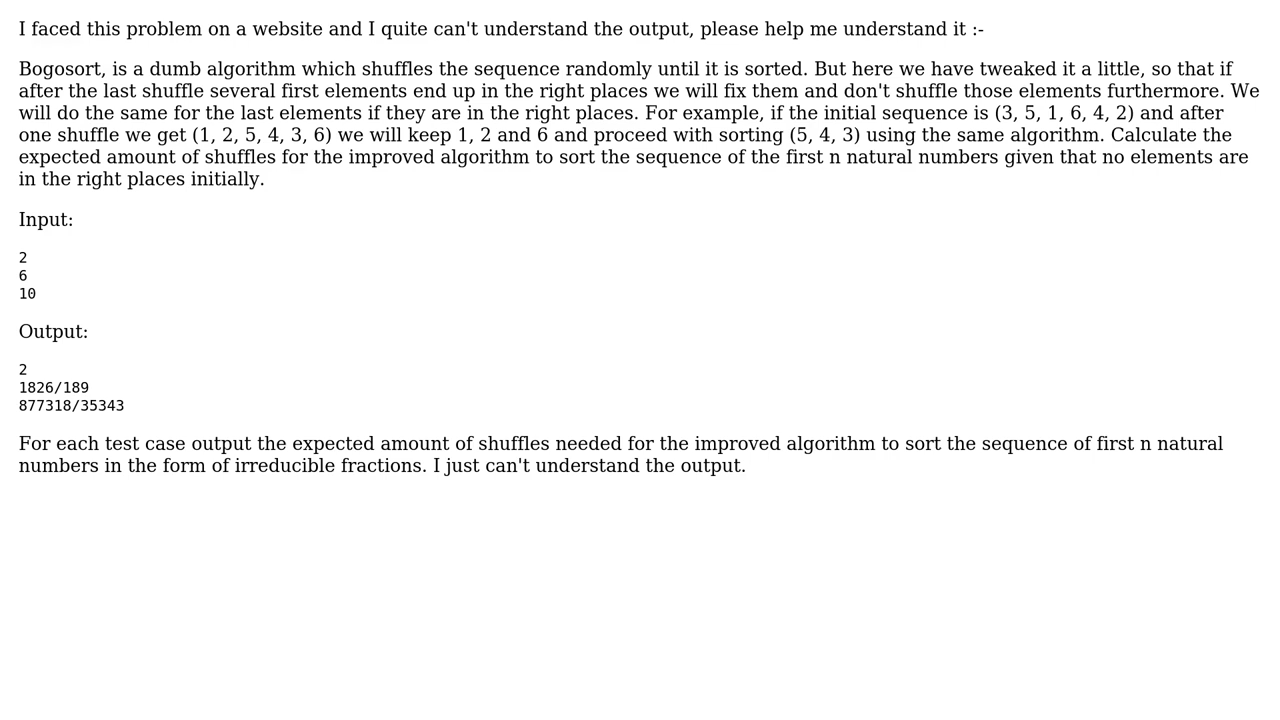 I faced this problem on a website and I quite can't understand the output, please help me understand it :-
Bogosort, is a dumb algorithm which shuffles the sequence randomly until it is sorted. But here we have tweaked it a little, so that if
after the last shuffle several first elements end up in the right places we will fix them and don't shuffle those elements furthermore. We
will do the same for the last elements if they are in the right places. For example, if the initial sequence is (3, 5, 1, 6, 4, 2) and after
one shuffle we get (1, 2, 5, 4, 3, 6) we will keep 1, 2 and 6 and proceed with sorting (5, 4, 3) using the same algorithm. Calculate the
expected amount of shuffles for the improved algorithm to sort the sequence of the first n natural numbers given that no elements are
in the right places initially.
Input:
2
6
10
Output:
2
1826/189
877318/35343
For each test case output the expected amount of shuffles needed for the improved algorithm to sort the sequence of first n natural
numbers in the form of irreducible fractions. I just can't understand the output.